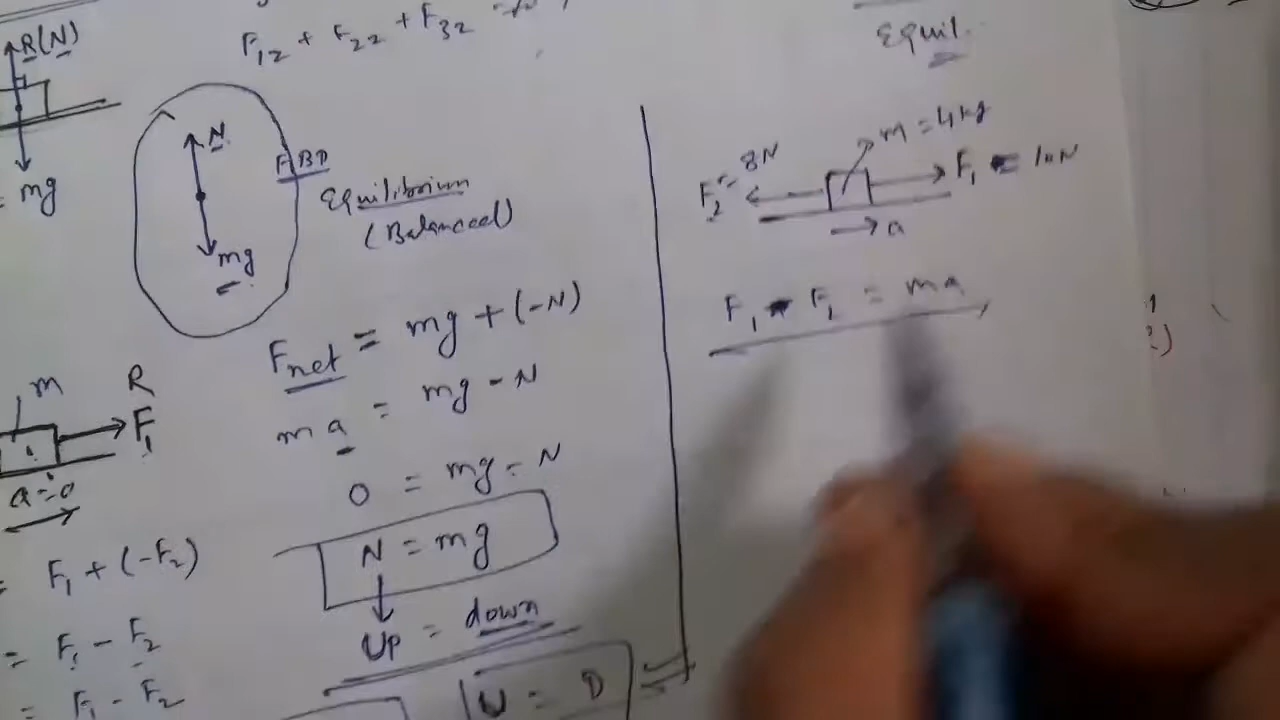 F₁₂ + F₂₂ + F₃₂
R(N)
mg
N
FBD
mg
Equilibrium
(Balanced)
Fnet = mg + (-N)
ma = mg - N
0 = mg - N
N = mg
Up = down
U = D
m
R
F₁
a = 0
F₁ + (-F₂)
= F₁ - F₂
= F₁ - F₂
Equil.
m = 4kg
F₂ = 8N
F₁ = 10N
a
F₁ - F₂ = ma